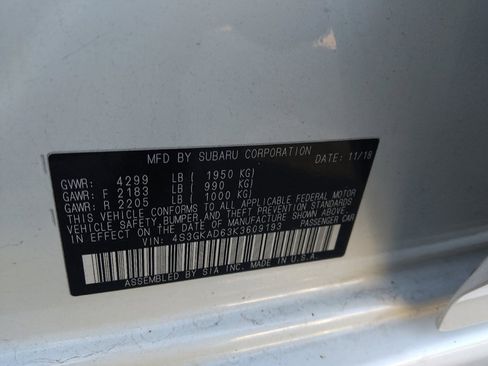 MFD BY SUBARU CORPORATION DATE: 11/18
GVWR: 4299 LB ( 1950 KG)
GAWR: F 2183 LB ( 990 KG)
GAWR: R 2205 LB ( 1000 KG)
THIS VEHICLE CONFORMS TO ALL APPLICABLE FEDERAL MOTOR
VEHICLE SAFETY, BUMPER, AND THEFT PREVENTION STANDARDS
IN EFFECT ON THE DATE OF MANUFACTURE SHOWN ABOVE.
VIN: 4S3GKAD63K3609193 PASSENGER CAR
ASSEMBLED BY SIA INC. MADE IN U.S.A.